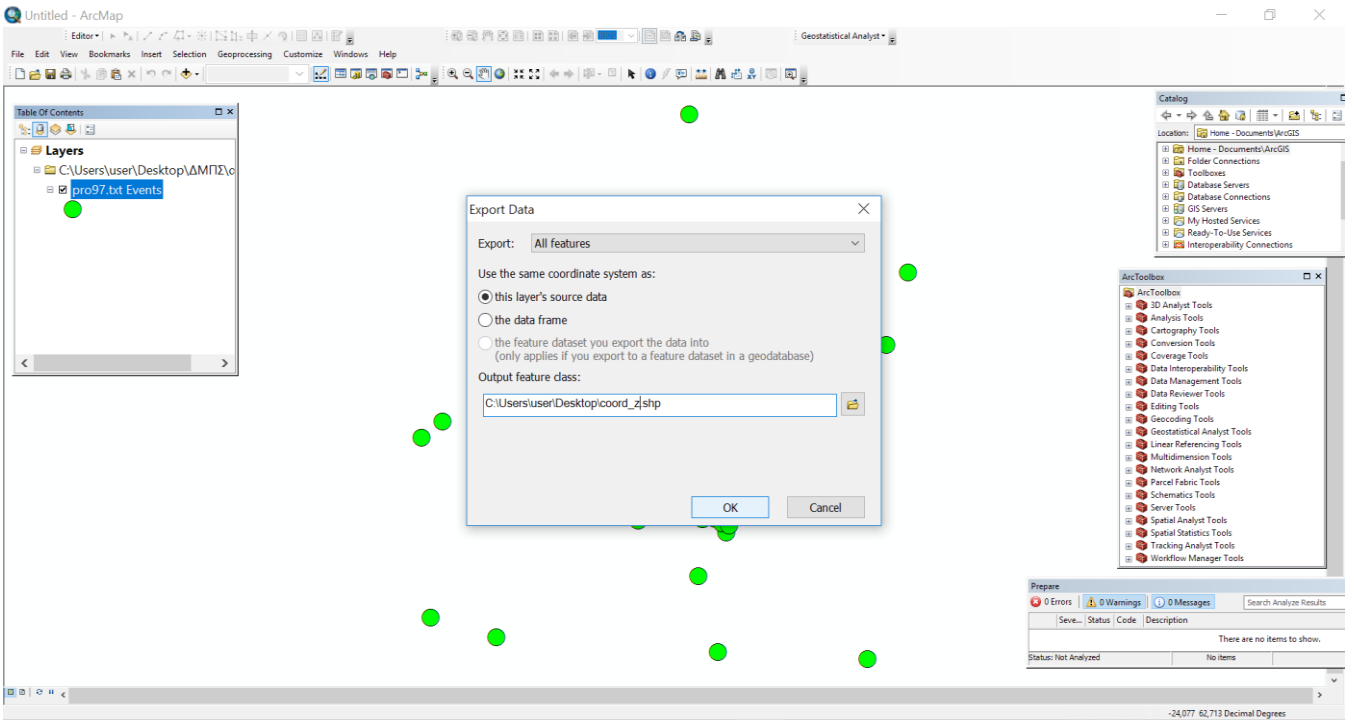 Untitled - ArcMap
Editor
Geostatistical Analyst
File Edit View Bookmarks Insert Selection Geoprocessing Customize Windows Help
Table Of Contents
Layers
C:\Users\user\Desktop\ΔΜΠΣ\o
pro97.txt Events
Export Data
Export: All features
Use the same coordinate system as:
this layer's source data
the data frame
the feature dataset you export the data into
(only applies if you export to a feature dataset in a geodatabase)
Output feature class:
C:\Users\user\Desktop\coord_z.shp
OK Cancel
Catalog
Location: Home - Documents\ArcGIS
Home - Documents\ArcGIS
Folder Connections
Toolboxes
Database Servers
Database Connections
GIS Servers
My Hosted Services
Ready-To-Use Services
Interoperability Connections
ArcToolbox
ArcToolbox
3D Analyst Tools
Analysis Tools
Cartography Tools
Conversion Tools
Coverage Tools
Data Interoperability Tools
Data Management Tools
Data Reviewer Tools
Editing Tools
Geocoding Tools
Geostatistical Analyst Tools
Linear Referencing Tools
Multidimension Tools
Network Analyst Tools
Parcel Fabric Tools
Schematics Tools
Server Tools
Spatial Analyst Tools
Spatial Statistics Tools
Tracking Analyst Tools
Workflow Manager Tools
Prepare
0 Errors 0 Warnings 0 Messages Search Analyze Results
Seve... Status Code Description
There are no items to show.
Status: Not Analyzed No items
-24,077 62,713 Decimal Degrees